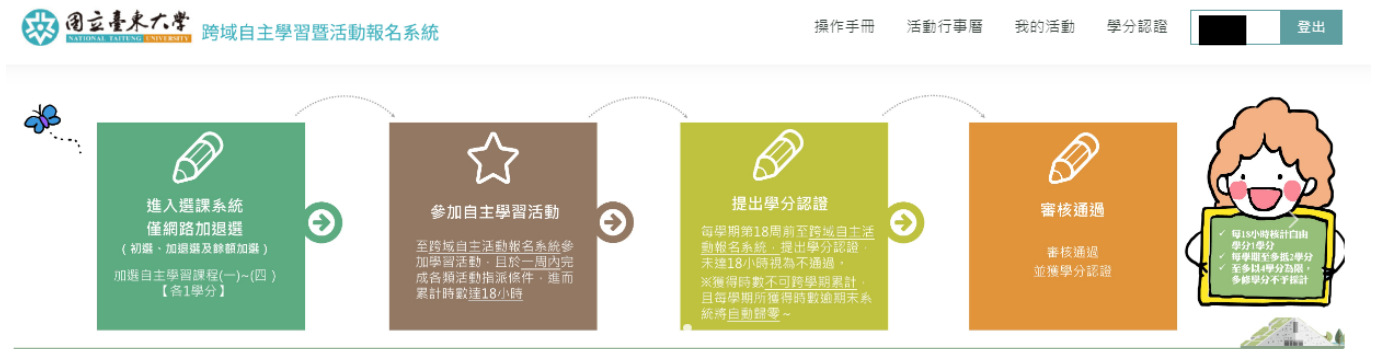 國立臺東大學
NATIONAL TAITUNG UNIVERSITY
跨域自主學習暨活動報名系統
操作手冊
活動行事曆
我的活動
學分認證
登出
進入選課系統
僅網路加退選
(初選、加退選及餘額加選)
加選自主學習課程(一)~(四)
【各1學分】
參加自主學習活動
至跨域自主活動報名系統參
加學習活動，且於一周內完
成各類活動指派條件，進而
累計時數達18小時
提出學分認證
每學期第18周前至跨域自主活
動報名系統，提出學分認證，
未達18小時視為不通過。
※獲得時數不可跨學期累計，
且每學期所獲得時數逾期末系
統將自動歸零~
審核通過
審核通過
並獲學分認證
✓ 每18小時核計自由
學分1學分
✓ 每學期至多抵2學分
✓ 至多以4學分為限，
多修學分不予採計